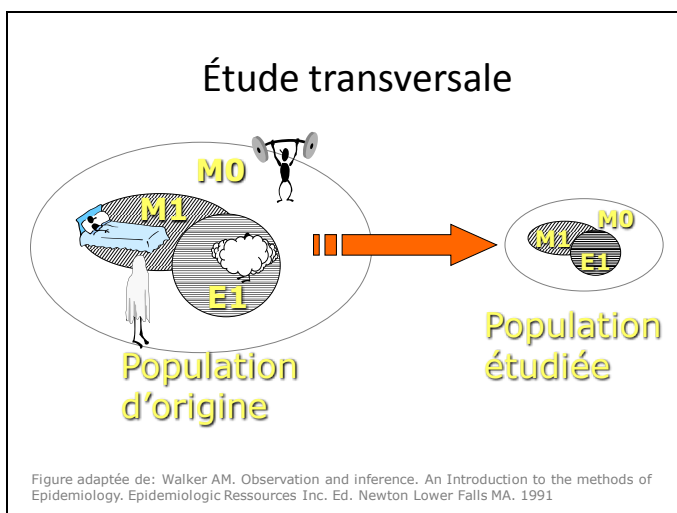 Étude transversale
M0
M1
E1
Population
d'origine
M0
M1
E1
Population
étudiée
Figure adaptée de: Walker AM. Observation and inference. An Introduction to the methods of
Epidemiology. Epidemiologic Ressources Inc. Ed. Newton Lower Falls MA. 1991